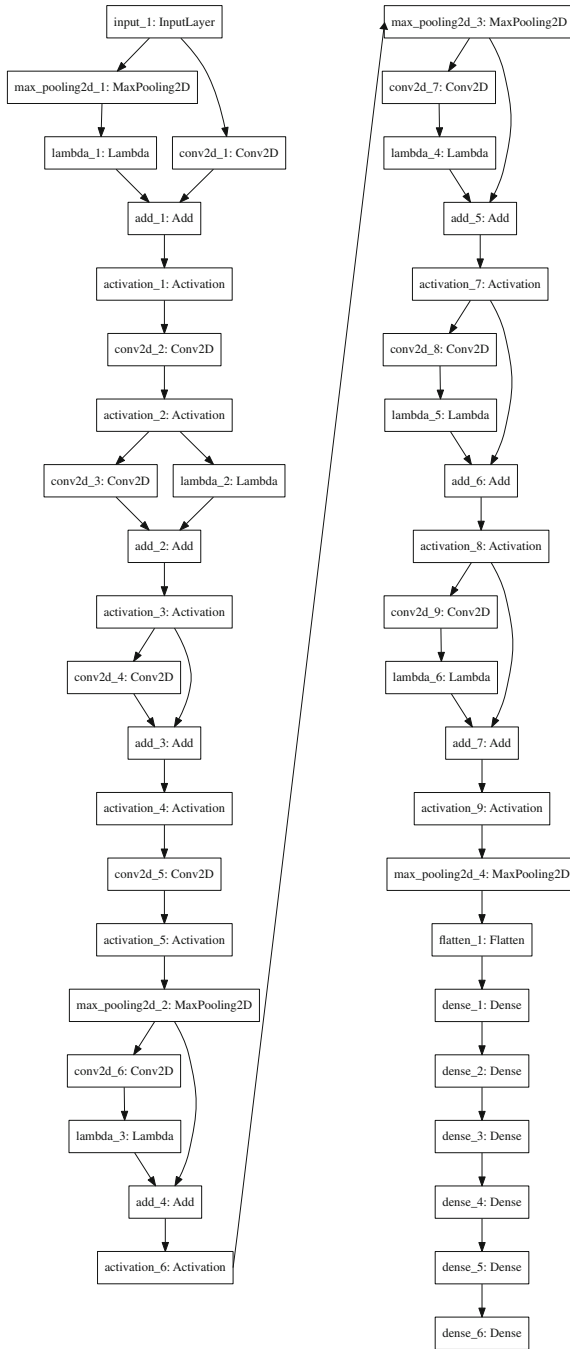 input_1: InputLayer
max_pooling2d_1: MaxPooling2D
lambda_1: Lambda
conv2d_1: Conv2D
add_1: Add
activation_1: Activation
conv2d_2: Conv2D
activation_2: Activation
conv2d_3: Conv2D
lambda_2: Lambda
add_2: Add
activation_3: Activation
conv2d_4: Conv2D
add_3: Add
activation_4: Activation
conv2d_5: Conv2D
activation_5: Activation
max_pooling2d_2: MaxPooling2D
conv2d_6: Conv2D
lambda_3: Lambda
add_4: Add
activation_6: Activation
max_pooling2d_3: MaxPooling2D
conv2d_7: Conv2D
lambda_4: Lambda
add_5: Add
activation_7: Activation
conv2d_8: Conv2D
lambda_5: Lambda
add_6: Add
activation_8: Activation
conv2d_9: Conv2D
lambda_6: Lambda
add_7: Add
activation_9: Activation
max_pooling2d_4: MaxPooling2D
flatten_1: Flatten
dense_1: Dense
dense_2: Dense
dense_3: Dense
dense_4: Dense
dense_5: Dense
dense_6: Dense